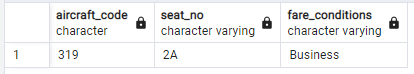 aircraft_code seat_no fare_conditions
character character varying character varying
1 319 2A Business